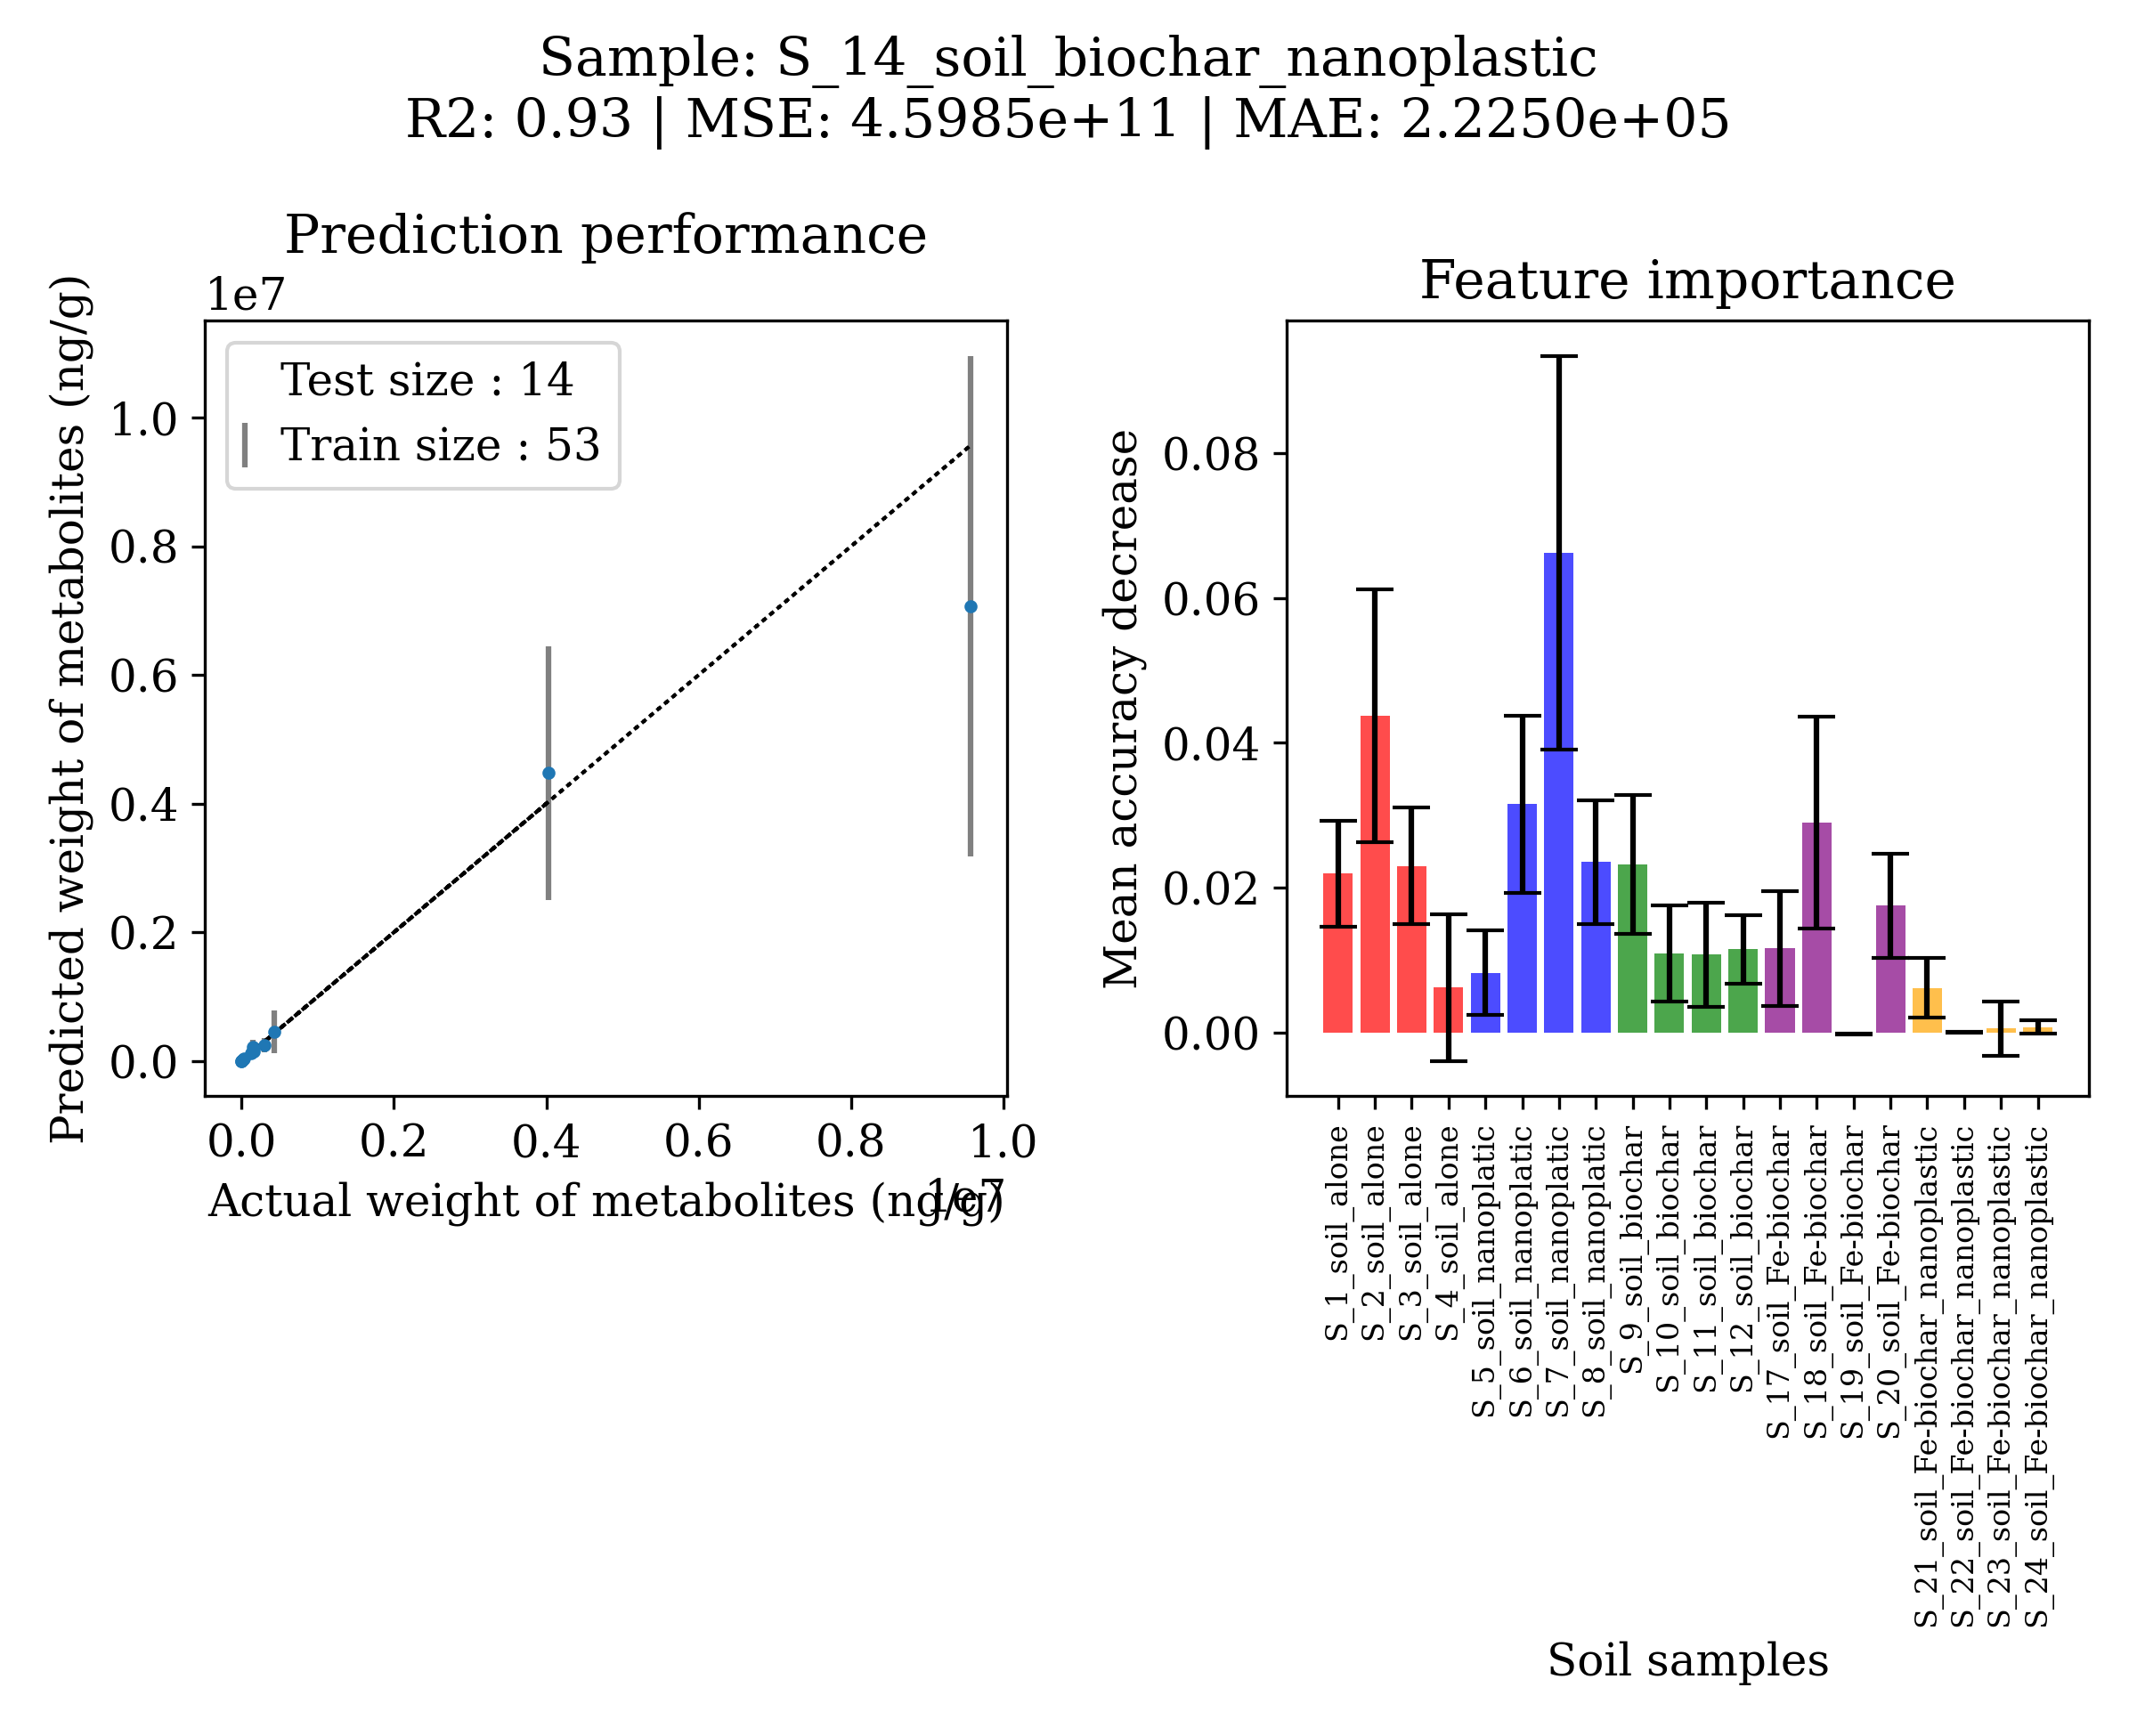 Sample: S_14_soil_biochar_nanoplastic
R2: 0.93 | MSE: 4.5985e+11 | MAE: 2.2250e+05
Prediction performance
1e7
Test size : 14
Train size : 53
Predicted weight of metabolites (ng/g)
1.0
0.8
0.6
0.4
0.2
0.0
0.0 0.2 0.4 0.6 0.8 1.0
Actual weight of metabolites (ng/g)
1e7
Feature importance
Mean accuracy decrease
0.08
0.06
0.04
0.02
0.00
S_1_soil_alone
S_2_soil_alone
S_3_soil_alone
S_4_soil_alone
S_5_soil_nanoplatic
S_6_soil_nanoplatic
S_7_soil_nanoplatic
S_8_soil_nanoplatic
S_9_soil_biochar
S_10_soil_biochar
S_11_soil_biochar
S_12_soil_biochar
S_17_soil_Fe-biochar
S_18_soil_Fe-biochar
S_19_soil_Fe-biochar
S_20_soil_Fe-biochar
S_21_soil_Fe-biochar_nanoplastic
S_22_soil_Fe-biochar_nanoplastic
S_23_soil_Fe-biochar_nanoplastic
S_24_soil_Fe-biochar_nanoplastic
Soil samples